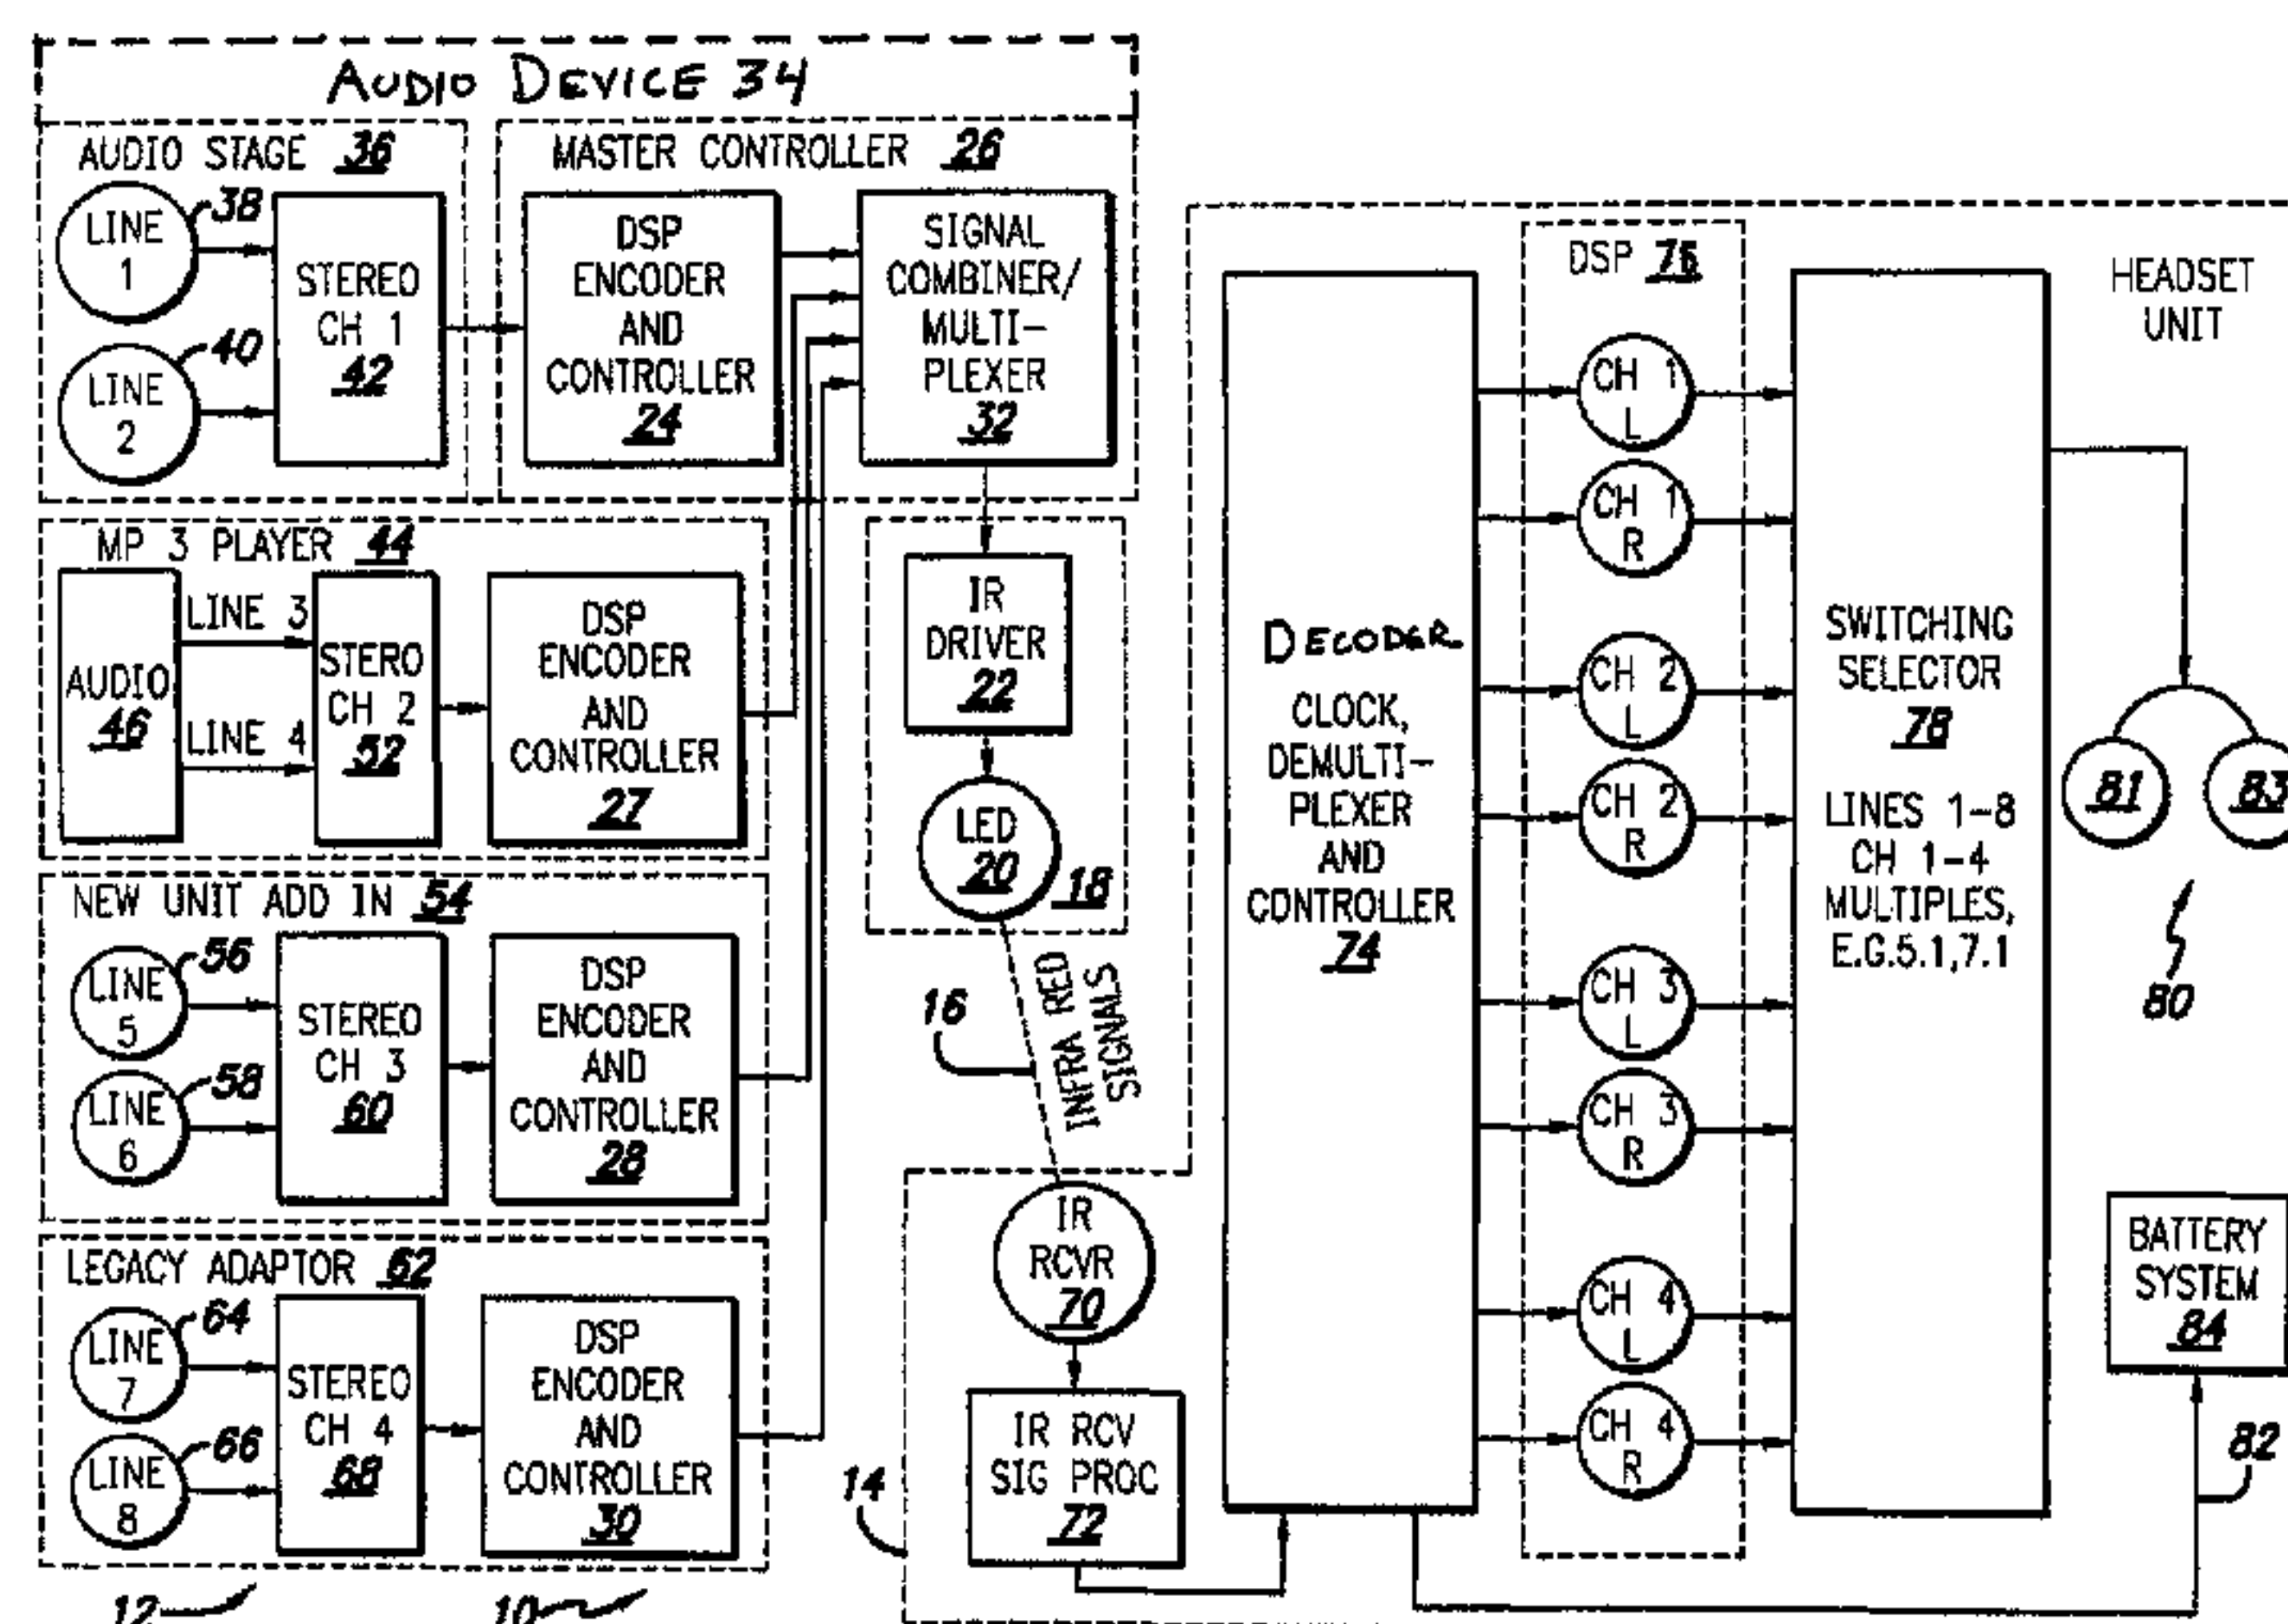 AUDIO DEVICE 34
AUDIO STAGE 36
LINE
1
38
LINE
2
40
STEREO
CH 1
42
MASTER CONTROLLER 26
DSP
ENCODER
AND
CONTROLLER
24
SIGNAL
COMBINER/
MULTI-
PLEXER
32
MP 3 PLAYER 44
AUDIO
46
LINE 3
LINE 4
STERO
CH 2
52
DSP
ENCODER
AND
CONTROLLER
27
NEW UNIT ADD IN 54
LINE
5
56
LINE
6
58
STEREO
CH 3
60
DSP
ENCODER
AND
CONTROLLER
28
LEGACY ADAPTOR 62
LINE
7
64
LINE
8
66
STEREO
CH 4
68
DSP
ENCODER
AND
CONTROLLER
30
12
10
IR
DRIVER
22
LED
20
18
16
INFRA RED
SIGNALS
IR
RCVR
70
IR RCV
SIG PROC
72
14
DECODER
CLOCK,
DEMULTI-
PLEXER
AND
CONTROLLER
74
DSP 76
CH 1
L
CH 1
R
CH 2
L
CH 2
R
CH 3
L
CH 3
R
CH 4
L
CH 4
R
SWITCHING
SELECTOR
78
LINES 1-8
CH 1-4
MULTIPLES,
E.G.5.1,7.1
HEADSET
UNIT
81
83
80
BATTERY
SYSTEM
84
82